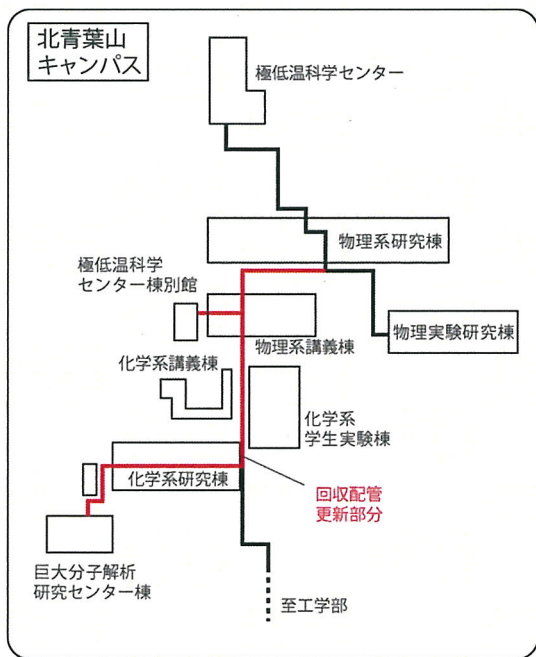 北青葉山
キャンパス
極低温科学センター
物理系研究棟
極低温科学
センター棟別館
物理実験研究棟
物理系講義棟
化学系講義棟
化学系
学生実験棟
化学系研究棟
回収配管
更新部分
巨大分子解析
研究センター棟
至工学部